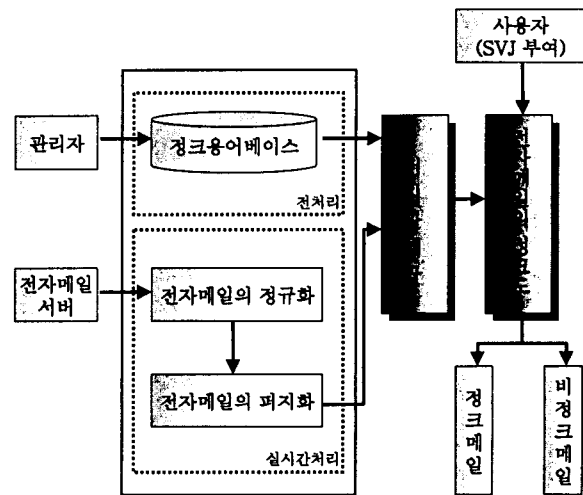 사용자
(SVJ 부여)
관리자
정크용어베이스
전처리
전자메일
서버
전자메일의 정규화
전자메일의 퍼지화
실시간처리
정크메일
비정크메일